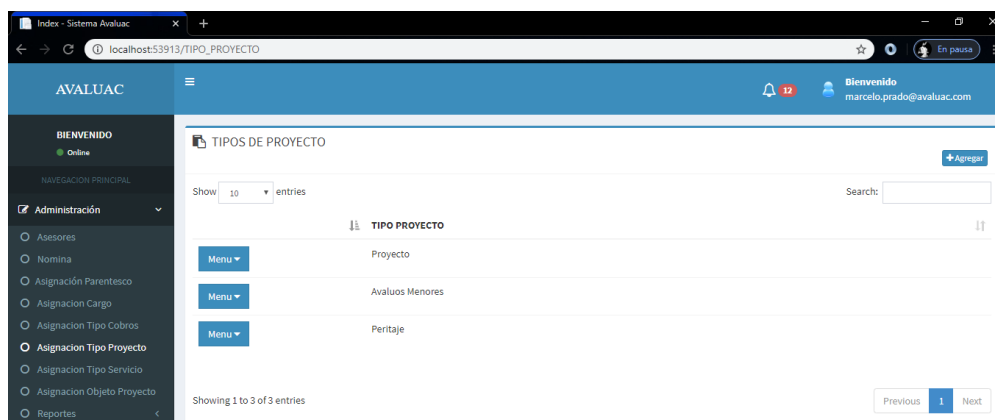 Index - Sistema Avaluac
localhost:53913/TIPO_PROYECTO
En pausa
AVALUAC
12
Bienvenido
marcelo.prado@avaluac.com
BIENVENIDO
Online
NAVEGACION PRINCIPAL
Administración
Asesores
Nomina
Asignación Parentesco
Asignacion Cargo
Asignacion Tipo Cobros
Asignacion Tipo Proyecto
Asignacion Tipo Servicio
Asignacion Objeto Proyecto
Reportes
TIPOS DE PROYECTO
+Agregar
Show 10 entries
Search:
TIPO PROYECTO
Menu Proyecto
Menu Avaluos Menores
Menu Peritaje
Showing 1 to 3 of 3 entries
Previous 1 Next